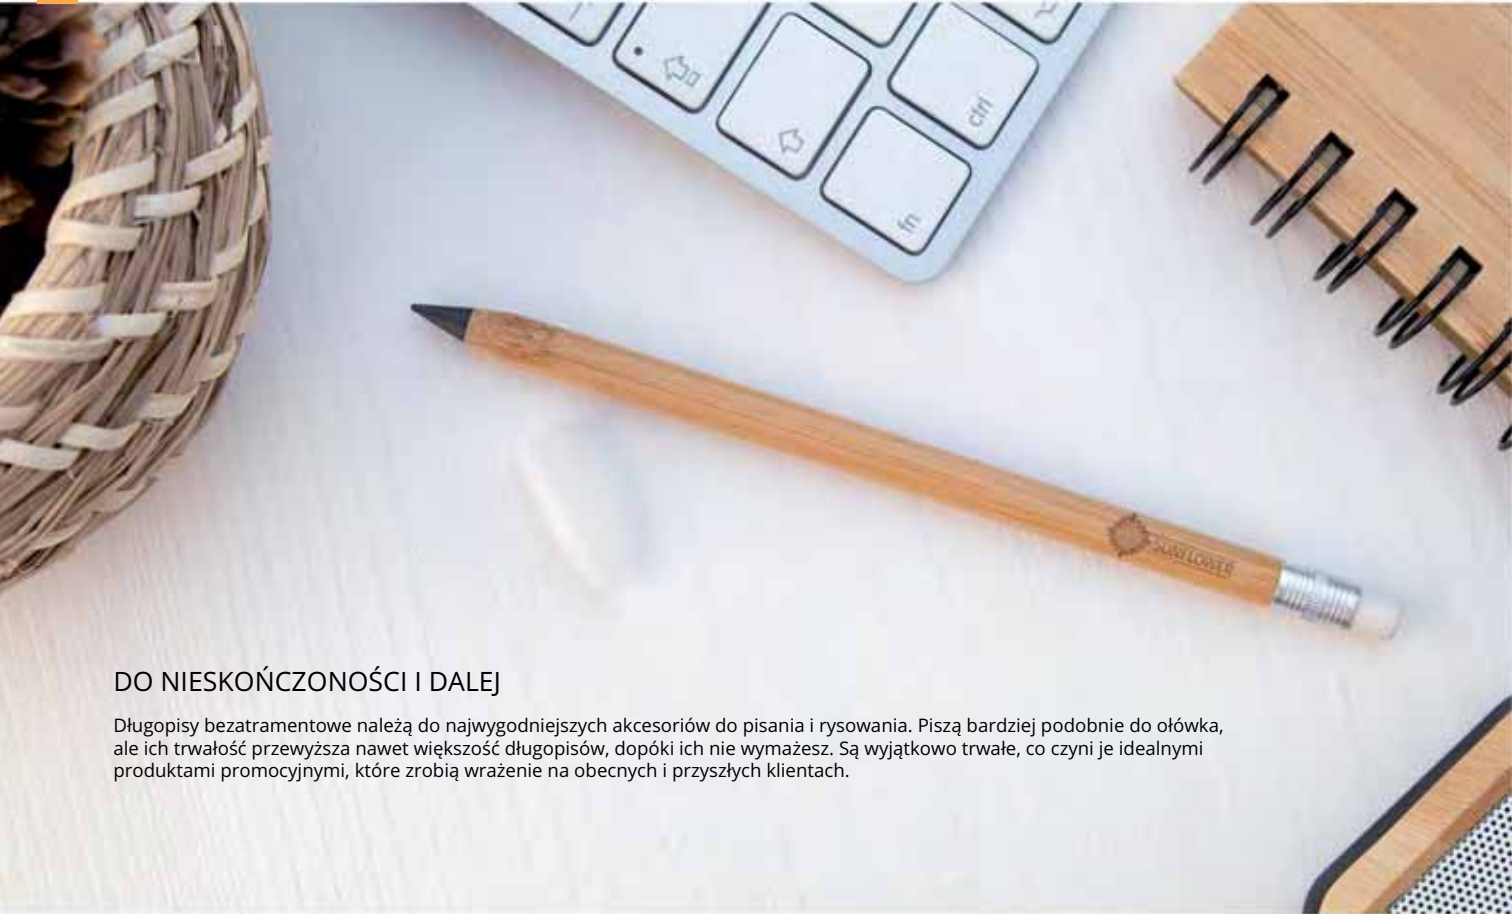 ctrl
fn
SUNFLOWER
DO NIESKOŃCZONOŚCI I DALEJ
Długopisy bezatramentowe należą do najwygodniejszych akcesoriów do pisania i rysowania. Piszą bardziej podobnie do ołówka,
ale ich trwałość przewyższa nawet większość długopisów, dopóki ich nie wymażesz. Są wyjątkowo trwałe, co czyni je idealnymi
produktami promocyjnymi, które zrobią wrażenie na obecnych i przyszłych klientach.